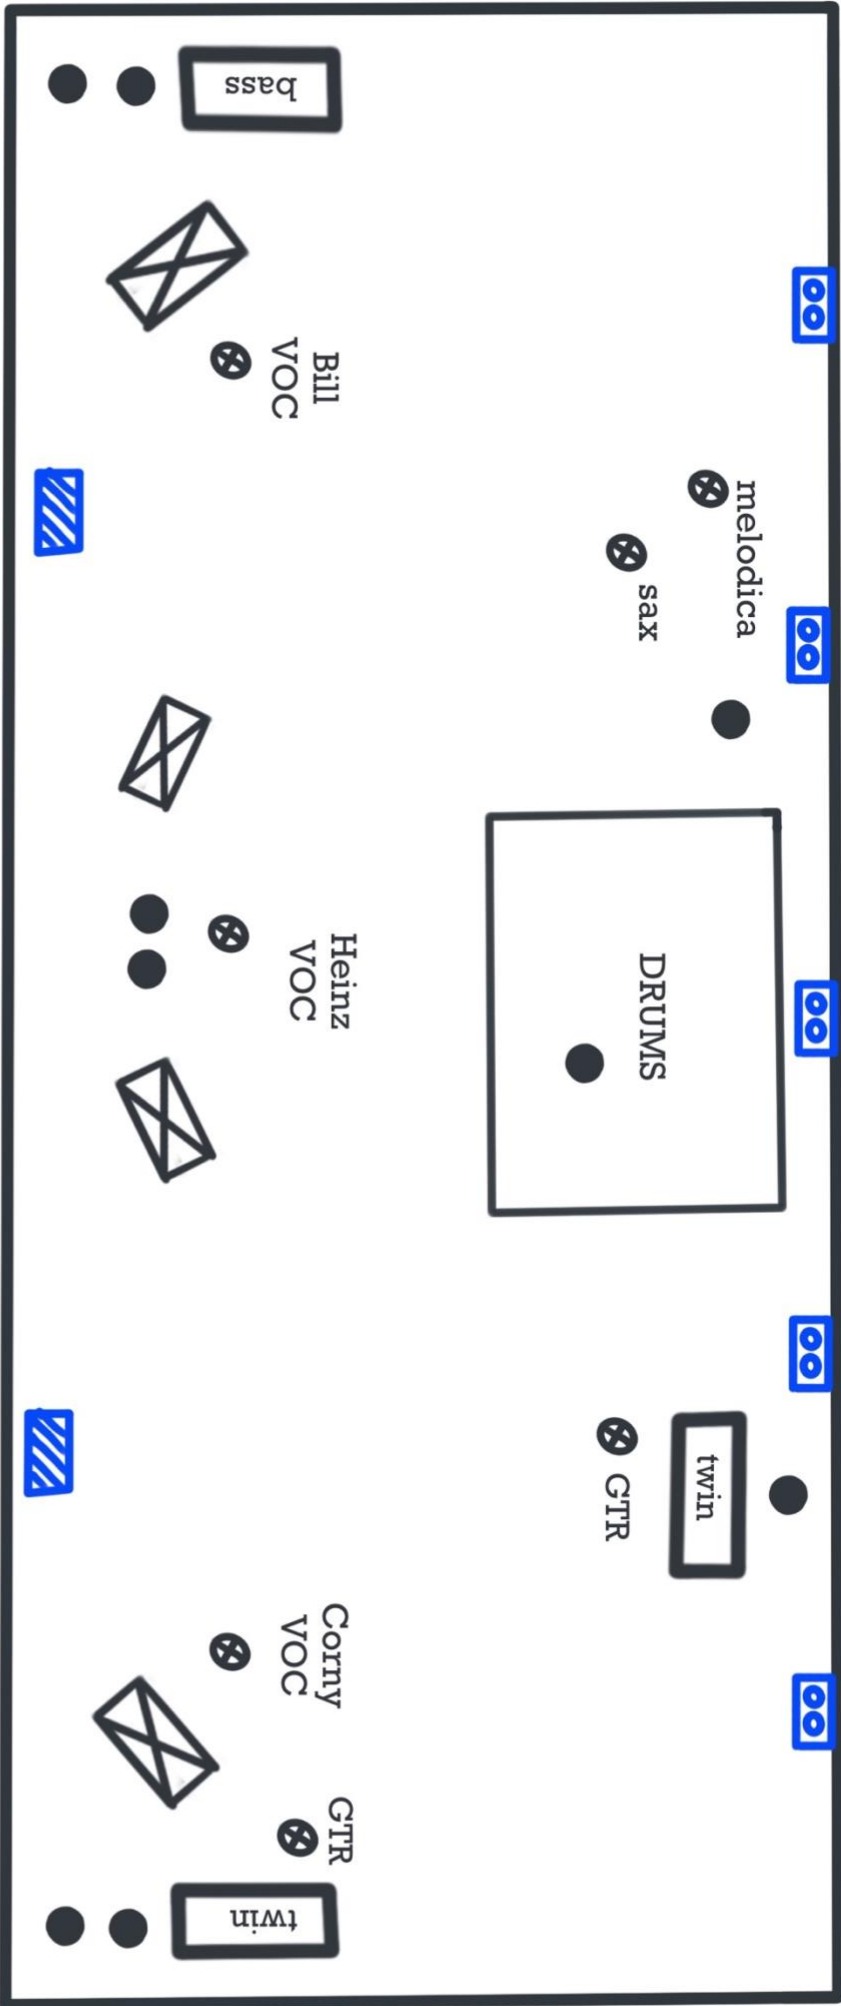 bass
Bill
VOC
melodica
sax
Heinz
VOC
DRUMS
twin
GTR
Corny
VOC
GTR
twin